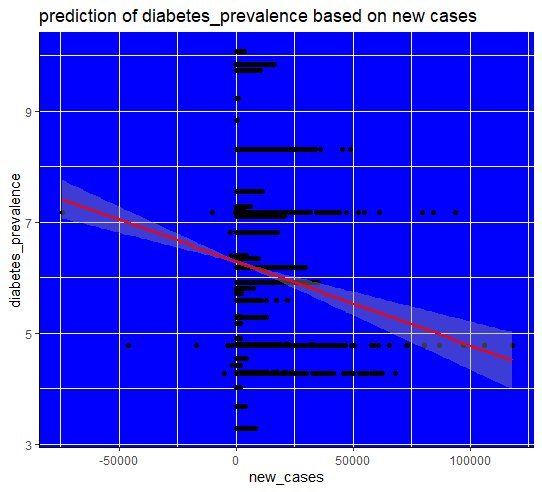 prediction of diabetes_prevalence based on new cases
diabetes_prevalence
9
7
5
3
-50000 0 50000 100000
new_cases